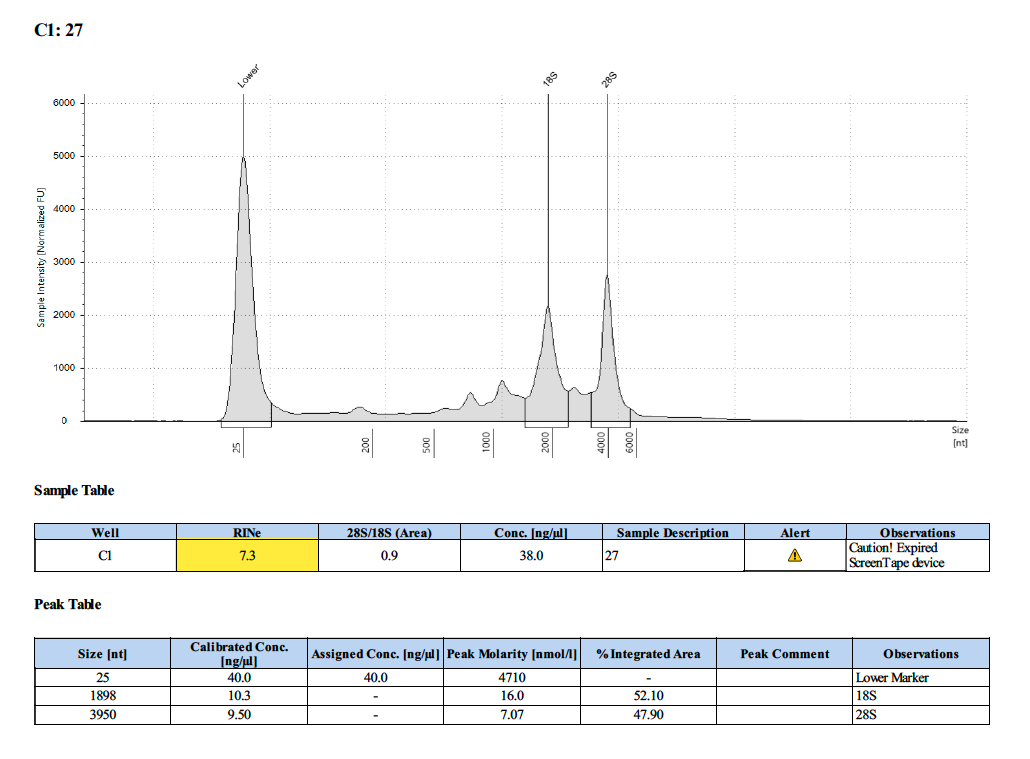 C1: 27
Lower
18S
28S
6000
5000
4000
3000
2000
1000
0
Sample Intensity [Normalized FU]
25
200
500
1000
2000
4000
6000
Size
[nt]
Sample Table
Well RINe 28S/18S (Area) Conc. [ng/µl] Sample Description Alert Observations
C1 7.3 0.9 38.0 27 Caution! Expired
ScreenTape device
Peak Table
Size [nt] Calibrated Conc. [ng/µl] Assigned Conc. [ng/µl] Peak Molarity [nmol/l] % Integrated Area Peak Comment Observations
25 40.0 40.0 4710 - Lower Marker
1898 10.3 - 16.0 52.10 18S
3950 9.50 - 7.07 47.90 28S